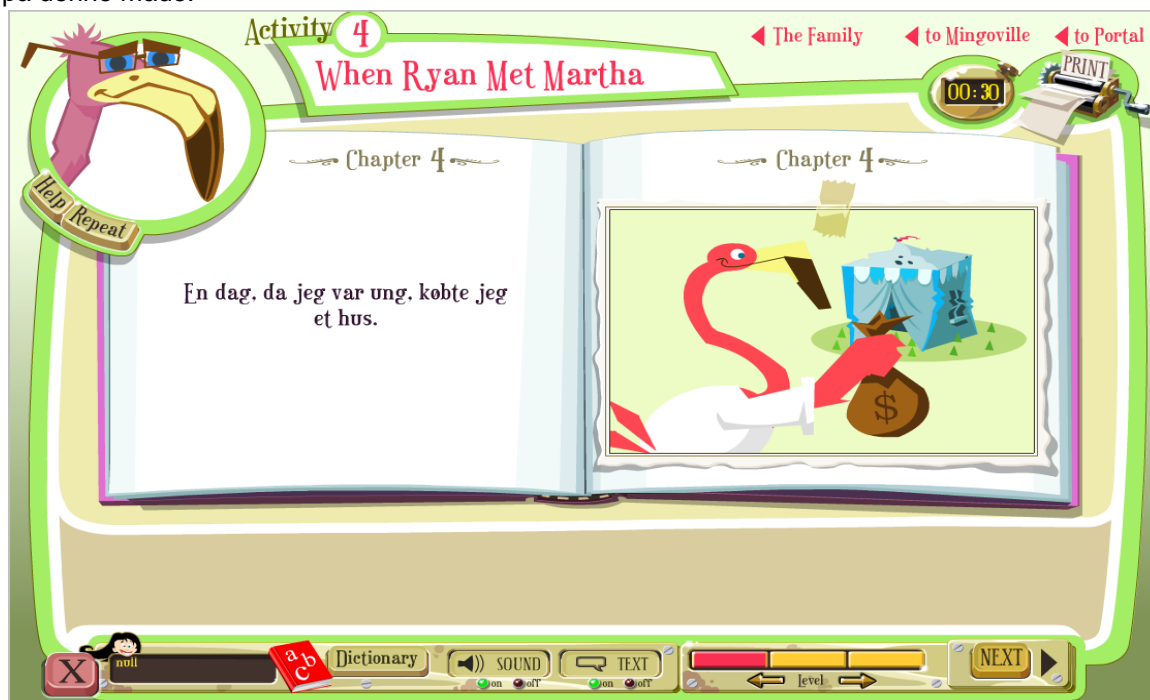 på denne måde:
Activity 4
When Ryan Met Martha
The Family
to Mingoville
to Portal
00:30
PRINT
Help
Repeat
Chapter 4
En dag, da jeg var ung, købte jeg
et hus.
Chapter 4
$
X
null
abc
Dictionary
SOUND
on off
TEXT
on off
Level
NEXT